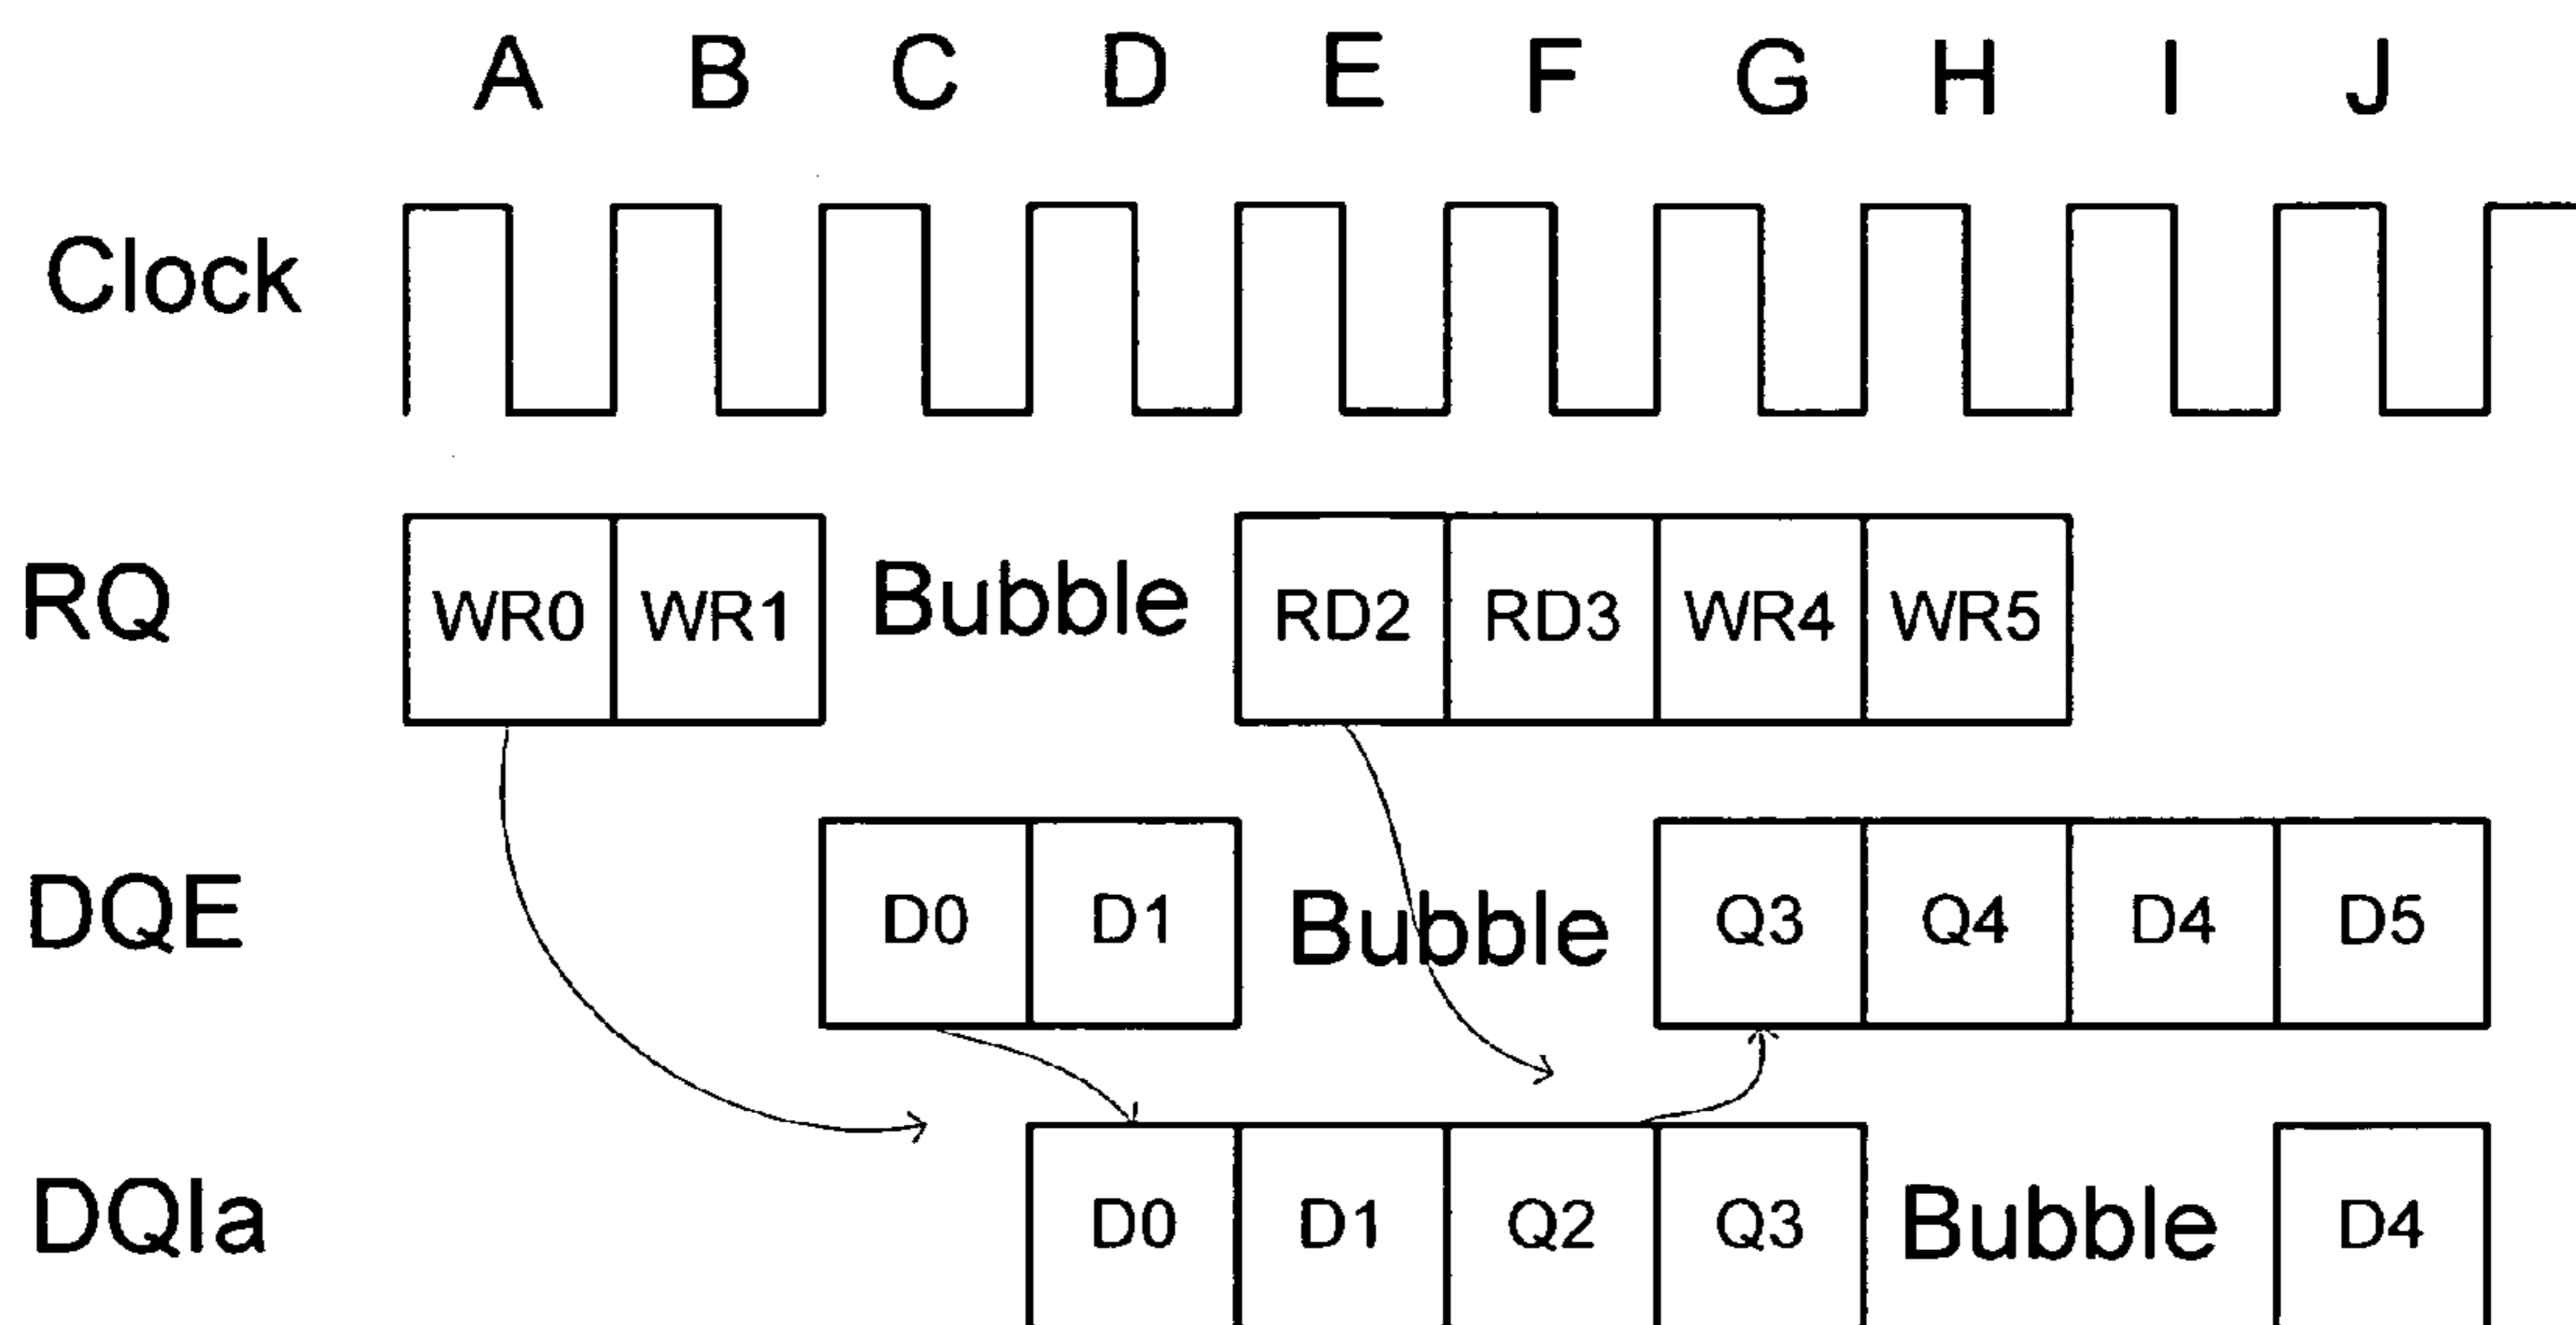 A B C D E F G H I J
Clock
RQ WR0 WR1 Bubble RD2 RD3 WR4 WR5
DQE D0 D1 Bubble Q3 Q4 D4 D5
DQIa D0 D1 Q2 Q3 Bubble D4